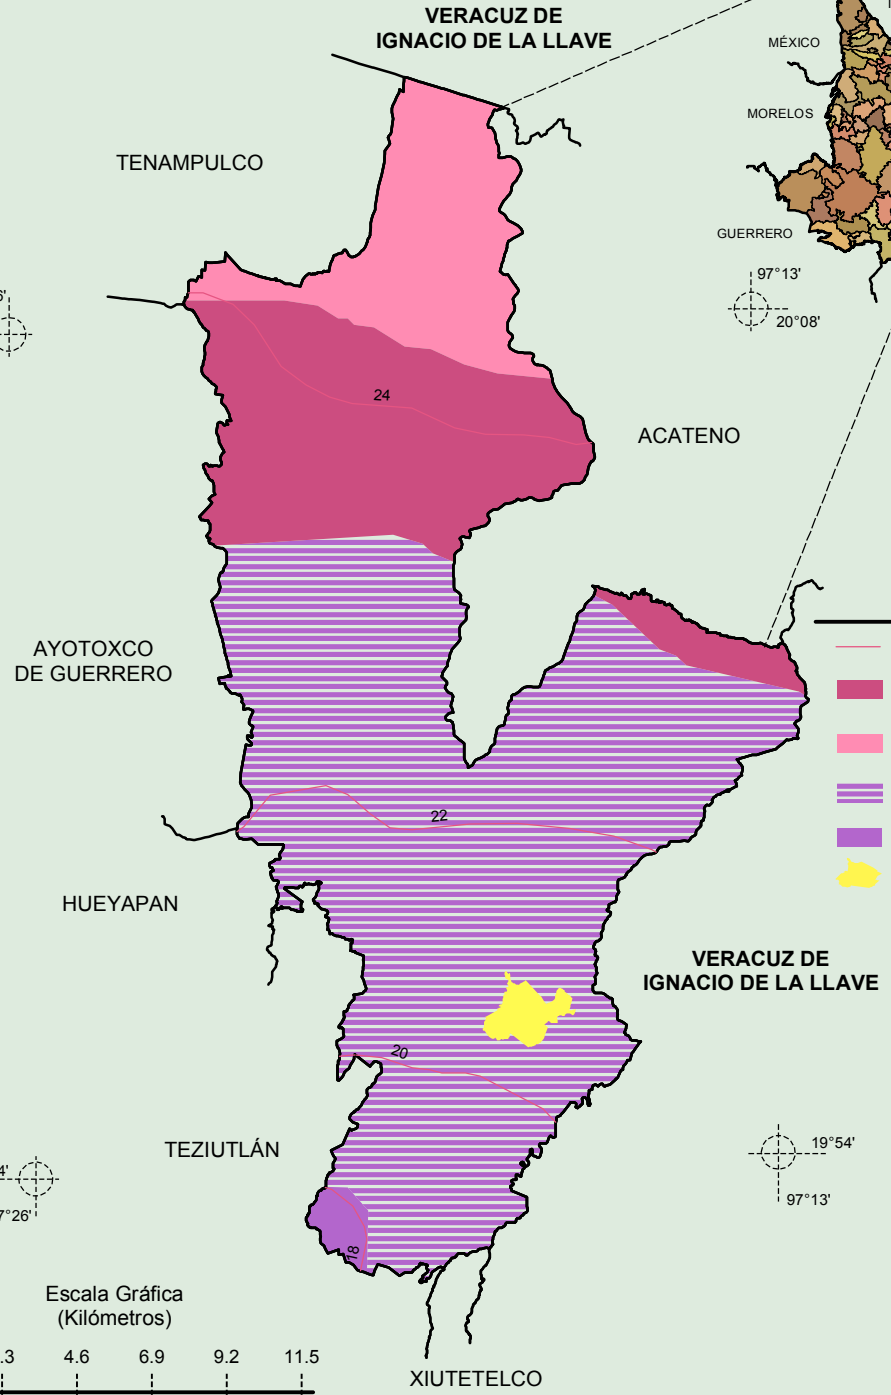 VERACUZ DE
IGNACIO DE LA LLAVE
MÉXICO
MORELOS
TENAMPULCO
GUERRERO
97°13'
20°08'
24
ACATENO
AYOTOXCO
DE GUERRERO
22
HUEYAPAN
VERACUZ DE
IGNACIO DE LA LLAVE
20
TEZIUTLÁN
19°54'
97°13'
18
Escala Gráfica
(Kilómetros)
4.6 6.9 9.2 11.5
XIUTETELCO